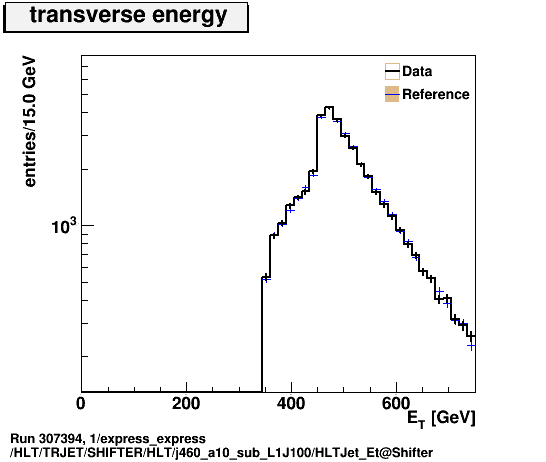 transverse energy
entries/15.0 GeV
Data
Reference
10³
0
200
400
600
E_T [GeV]
Run 307394, 1/express_express
/HLT/TRJET/SHIFTER/HLT/j460_a10_sub_L1J100/HLTJet_Et@Shifter